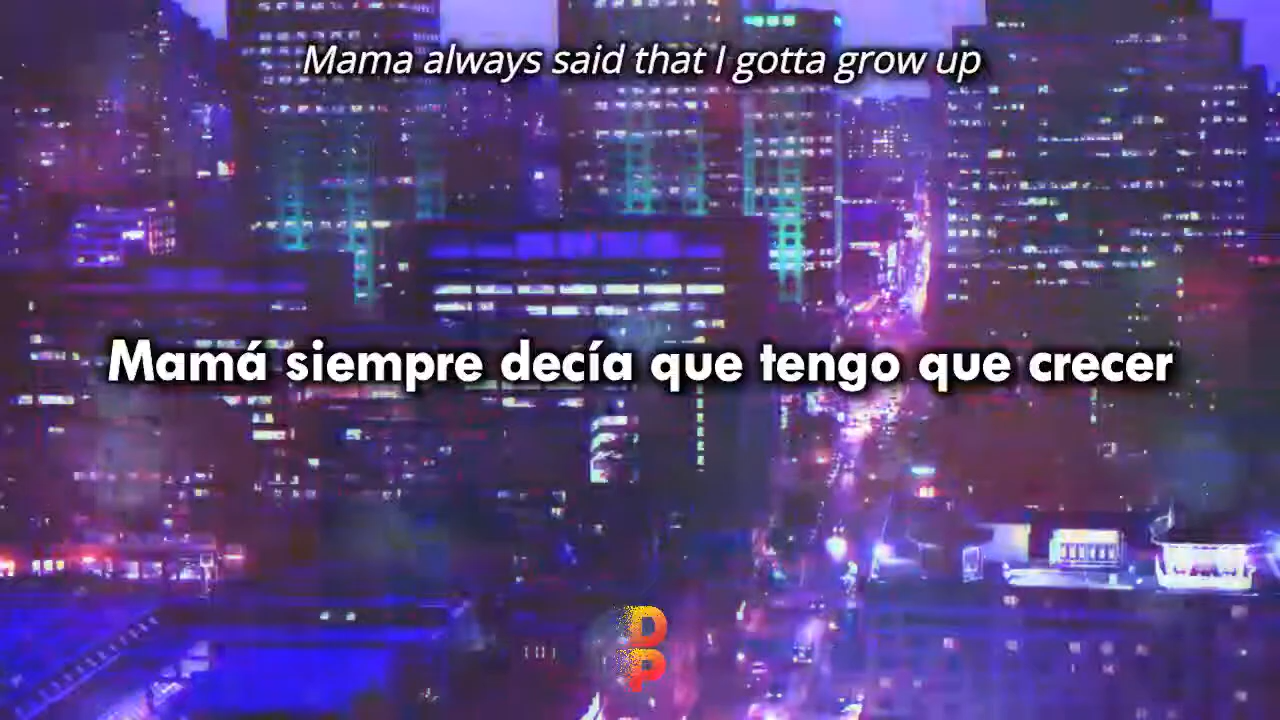 Mama always said that I gotta grow up
Mamá siempre decía que tengo que crecer
D
P